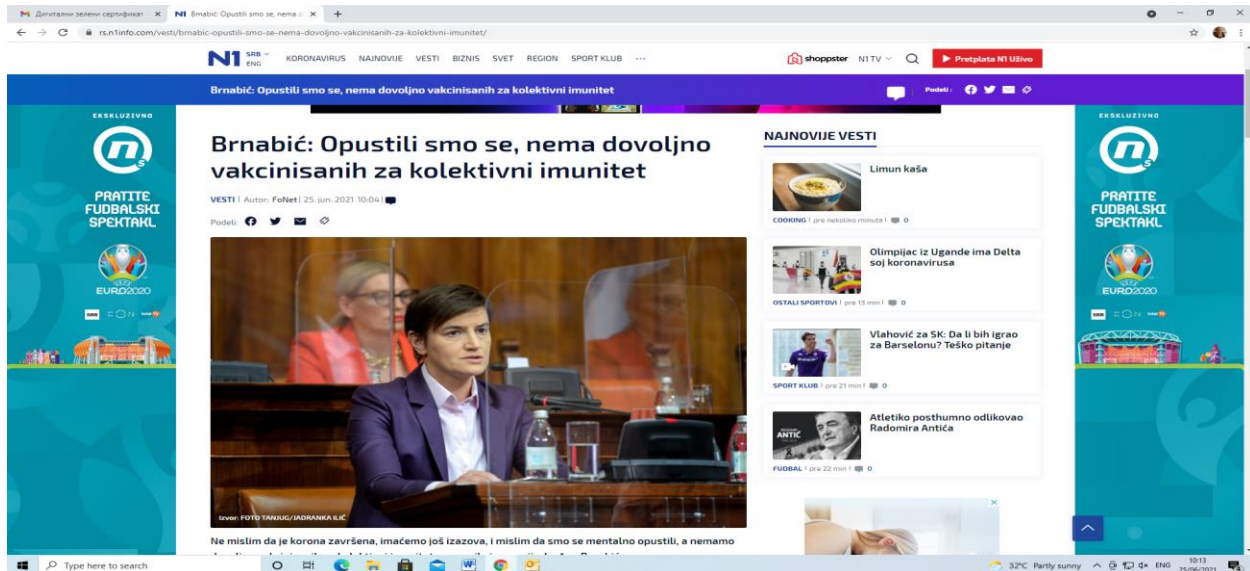 Дигитални зелени сертификат
N1 Brnabić: Opustili smo se, nema d
rs.n1info.com/vesti/brnabic-opustili-smo-se-nema-dovoljno-vakcinisanih-za-kolektivni-imunitet/
N1 SRB ENG KORONAVIRUS NAJNOVIJE VESTI BIZNIS SVET REGION SPORT KLUB ... shoppster N1 TV Pretplata N1 Uživo
Brnabić: Opustili smo se, nema dovoljno vakcinisanih za kolektivni imunitet Podeli:
EKSKLUZIVNO
PRATITE
FUDBALSKI
SPEKTAKL
EURO2020
Brnabić: Opustili smo se, nema dovoljno
vakcinisanih za kolektivni imunitet
VESTI | Autor: FoNet | 25. jun. 2021 10:04 |
Podeli:
Izvor: FOTO TANJUG/JADRANKA ILIĆ
Ne mislim da je korona završena, imaćemo još izazova, i mislim da smo se mentalno opustili, a nemamo
NAJNOVIJE VESTI
Limun kaša
COOKING | pre nekoliko minuta | 0
Olimpijac iz Ugande ima Delta
soj koronavirusa
OSTALI SPORTOVI | pre 13 min | 0
Vlahović za SK: Da li bih igrao
za Barselonu? Teško pitanje
SPORT KLUB | pre 21 min | 0
ANTIĆ
Atletiko posthumno odlikovao
Radomira Antića
FUDBAL | pre 22 min | 0
EKSKLUZIVNO
PRATITE
FUDBALSKI
SPEKTAKL
EURO2020
Type here to search
32°C Partly sunny ENG
10:13
25/06/2021